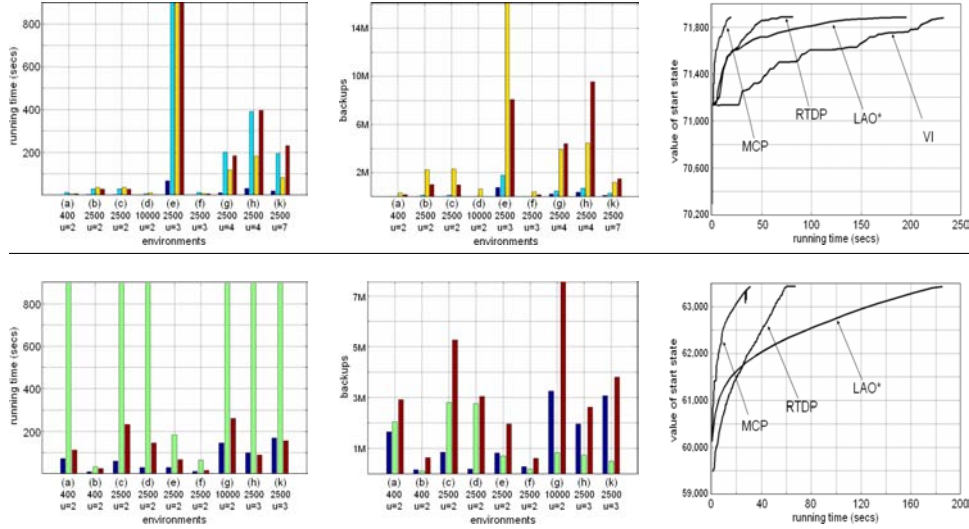 800
600
400
200
running time (secs)
(a) (b) (c) (d) (e) (f) (g) (h) (k)
400 2500 2500 10000 2500 2500 2500 2500 2500
u=2 u=2 u=2 u=2 u=3 u=3 u=4 u=4 u=7
environments
14M
10M
6M
2M
backups
(a) (b) (c) (d) (e) (f) (g) (h) (k)
400 2500 2500 10000 2500 2500 2500 2500 2500
u=2 u=2 u=2 u=2 u=3 u=3 u=4 u=4 u=7
environments
71,800
71,400
71,000
70,600
70,200
value of start state
MCP
RTDP
LAO*
VI
0 50 100 150 200 250
running time (secs)
800
600
400
200
running time (secs)
(a) (b) (c) (d) (e) (f) (g) (h) (k)
400 400 2500 2500 2500 2500 10000 2500 2500
u=2 u=2 u=2 u=2 u=2 u=2 u=2 u=3 u=3
environments
7M
5M
3M
1M
backups
(a) (b) (c) (d) (e) (f) (g) (h) (k)
400 400 2500 2500 2500 2500 10000 2500 2500
u=2 u=2 u=2 u=2 u=2 u=2 u=2 u=3 u=3
environments
63,000
62,000
61,000
60,000
59,000
value of start state
MCP
RTDP
LAO*
0 40 80 120 160 200
running time (secs)